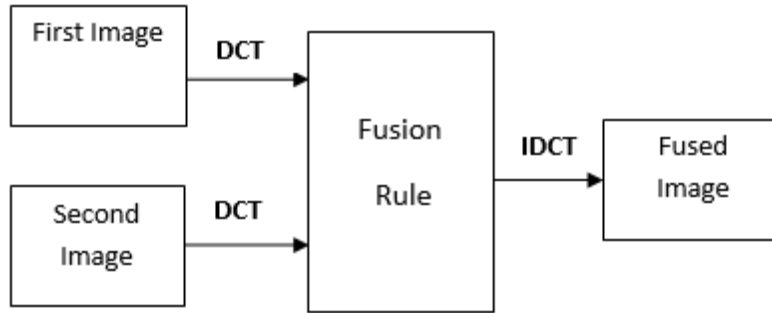 First Image
DCT
Fusion
Rule
IDCT
Fused
Image
Second
Image
DCT